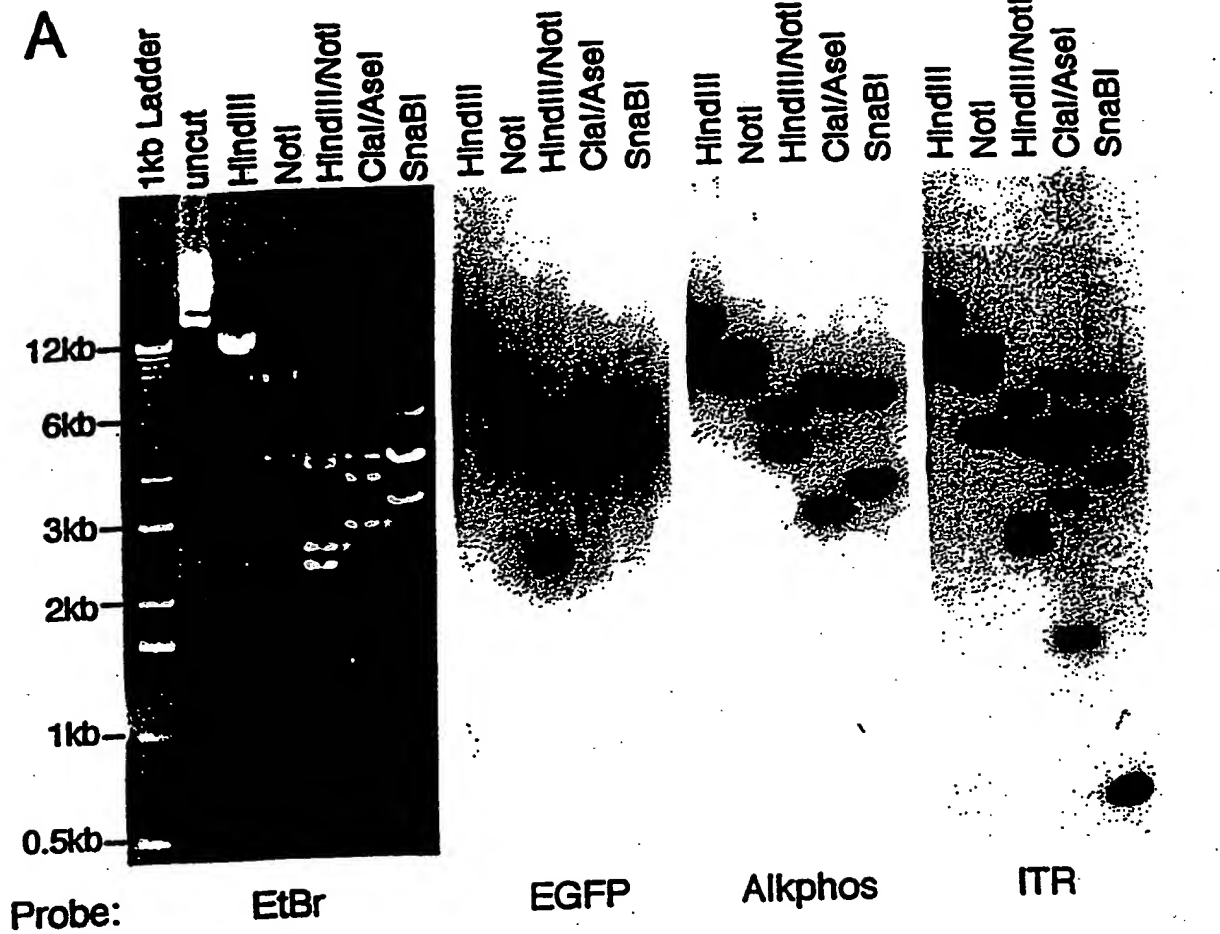 A
1kb Ladder
uncut
HindIII
NotI
HindIII/NotI
ClaI/AseI
SnaBI
HindIII
NotI
HindIII/NotI
ClaI/AseI
SnaBI
HindIII
NotI
HindIII/NotI
ClaI/AseI
SnaBI
HindIII
NotI
HindIII/NotI
ClaI/AseI
SnaBI
12kb
6kb
3kb
2kb
1kb
0.5kb
Probe: EtBr EGFP Alkphos ITR